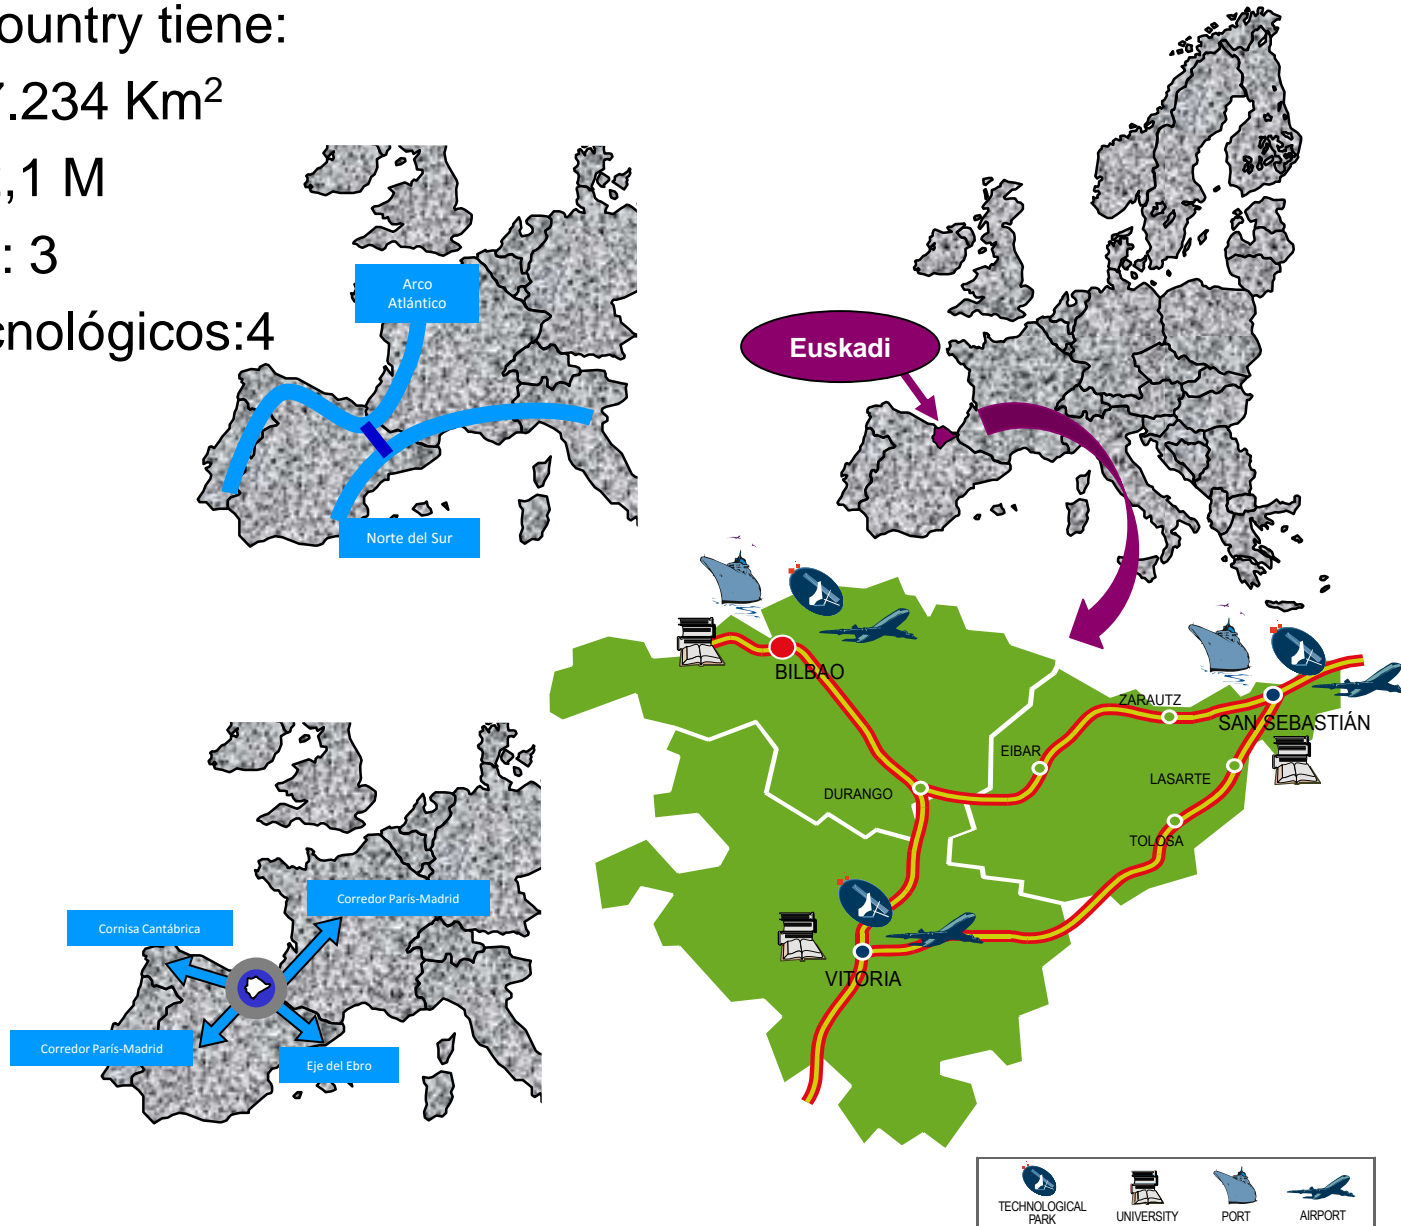 ountry tiene:
7.234 Km²
,1 M
: 3
cnológicos:4
Arco
Atlántico
Norte del Sur
Euskadi
BILBAO
ZARAUTZ
SAN SEBASTIÁN
EIBAR
LASARTE
DURANGO
TOLOSA
VITORIA
Corredor París-Madrid
Cornisa Cantábrica
Corredor París-Madrid
Eje del Ebro
TECHNOLOGICAL
PARK
UNIVERSITY
PORT
AIRPORT